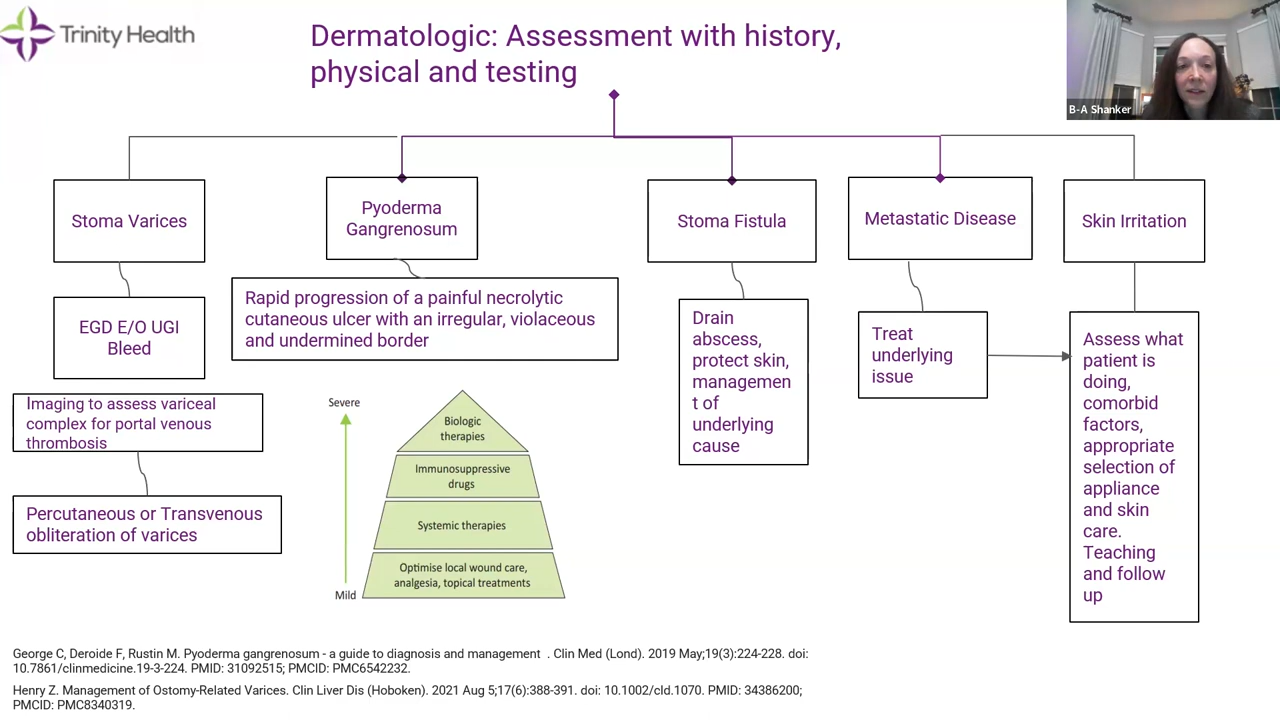 Trinity Health
Dermatologic: Assessment with history,
physical and testing
B-A Shanker
Stoma Varices
Pyoderma
Gangrenosum
Stoma Fistula
Metastatic Disease
Skin Irritation
EGD E/O UGI
Bleed
Imaging to assess variceal
complex for portal venous
thrombosis
Percutaneous or Transvenous
obliteration of varices
Rapid progression of a painful necrolytic
cutaneous ulcer with an irregular, violaceous
and undermined border
Severe
Mild
Biologic
therapies
Immunosuppressive
drugs
Systemic therapies
Optimise local wound care,
analgesia, topical treatments
Drain
abscess,
protect skin,
managemen
t of
underlying
cause
Treat
underlying
issue
Assess what
patient is
doing,
comorbid
factors,
appropriate
selection of
appliance
and skin
care.
Teaching
and follow
up
George C, Deroide F, Rustin M. Pyoderma gangrenosum - a guide to diagnosis and management . Clin Med (Lond). 2019 May;19(3):224-228. doi:
10.7861/clinmedicine.19-3-224. PMID: 31092515; PMCID: PMC6542232.
Henry Z. Management of Ostomy-Related Varices. Clin Liver Dis (Hoboken). 2021 Aug 5;17(6):388-391. doi: 10.1002/cld.1070. PMID: 34386200;
PMCID: PMC8340319.